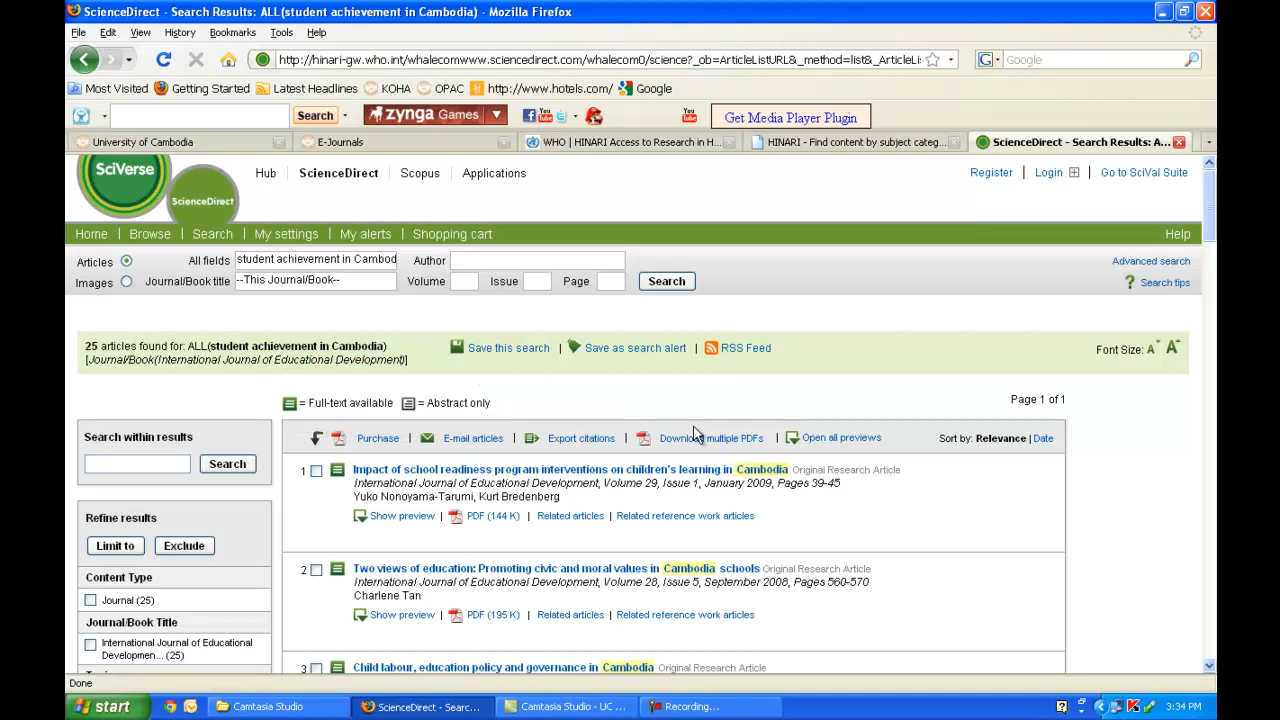 ScienceDirect - Search Results: ALL(student achievement in Cambodia) - Mozilla Firefox
File Edit View History Bookmarks Tools Help
http://hinari-gw.who.int/whalecomwww.sciencedirect.com/whalecom0/science?_ob=ArticleListURL&_method=list&_ArticleLi: Google
Most Visited Getting Started Latest Headlines KOHA OPAC http://www.hotels.com/ Google
Search zynga Games You Tube You Tube Get Media Player Plugin
University of Cambodia E-Journals WHO | HINARI Access to Research in H... HINARI - Find content by subject categ... ScienceDirect - Search Results: A...
SciVerse ScienceDirect Hub ScienceDirect Scopus Applications Register Login Go to SciVal Suite
Home Browse Search My settings My alerts Shopping cart Help
Articles All fields student achievement in Cambod Author Advanced search
Images Journal/Book title --This Journal/Book-- Volume Issue Page Search Search tips
25 articles found for: ALL(student achievement in Cambodia) Save this search | Save as search alert | RSS Feed Font Size: A A
[Journal/Book(International Journal of Educational Development)]
= Full-text available = Abstract only Page 1 of 1
Purchase | E-mail articles | Export citations | Download multiple PDFs | Open all previews Sort by: Relevance | Date
Search within results
Search
1 Impact of school readiness program interventions on children's learning in Cambodia Original Research Article
International Journal of Educational Development, Volume 29, Issue 1, January 2009, Pages 39-45
Yuko Nonoyama-Tarumi, Kurt Bredenberg
Show preview | PDF (144 K) | Related articles | Related reference work articles
Refine results
Limit to Exclude
Content Type
Journal (25)
Journal/Book Title
International Journal of Educational
Developmen... (25)
2 Two views of education: Promoting civic and moral values in Cambodia schools Original Research Article
International Journal of Educational Development, Volume 28, Issue 5, September 2008, Pages 560-570
Charlene Tan
Show preview | PDF (195 K) | Related articles | Related reference work articles
3 Child labour, education policy and governance in Cambodia Original Research Article
Done
start Camtasia Studio ScienceDirect - Searc... Camtasia Studio - UC ... Recording... 3:34 PM